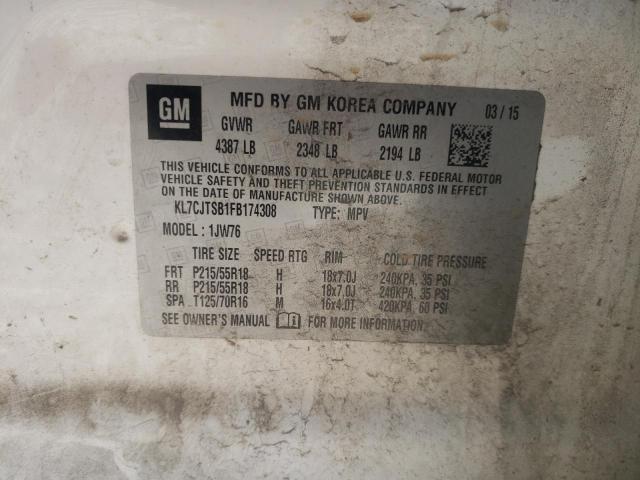 GM
MFD BY GM KOREA COMPANY 03/15
GVWR GAWR FRT GAWR RR
4387 LB 2348 LB 2194 LB
THIS VEHICLE CONFORMS TO ALL APPLICABLE U.S. FEDERAL MOTOR
VEHICLE SAFETY AND THEFT PREVENTION STANDARDS IN EFFECT
ON THE DATE OF MANUFACTURE SHOWN ABOVE.
KL7CJTSB1FB174308 TYPE: MPV
MODEL : 1JW76
TIRE SIZE SPEED RTG RIM COLD TIRE PRESSURE
FRT P215/55R18 H 18x7.0J 240KPA, 35 PSI
RR P215/55R18 H 18x7.0J 240KPA, 35 PSI
SPA T125/70R16 M 16x4.0T 420KPA, 60 PSI
SEE OWNER'S MANUAL FOR MORE INFORMATION.